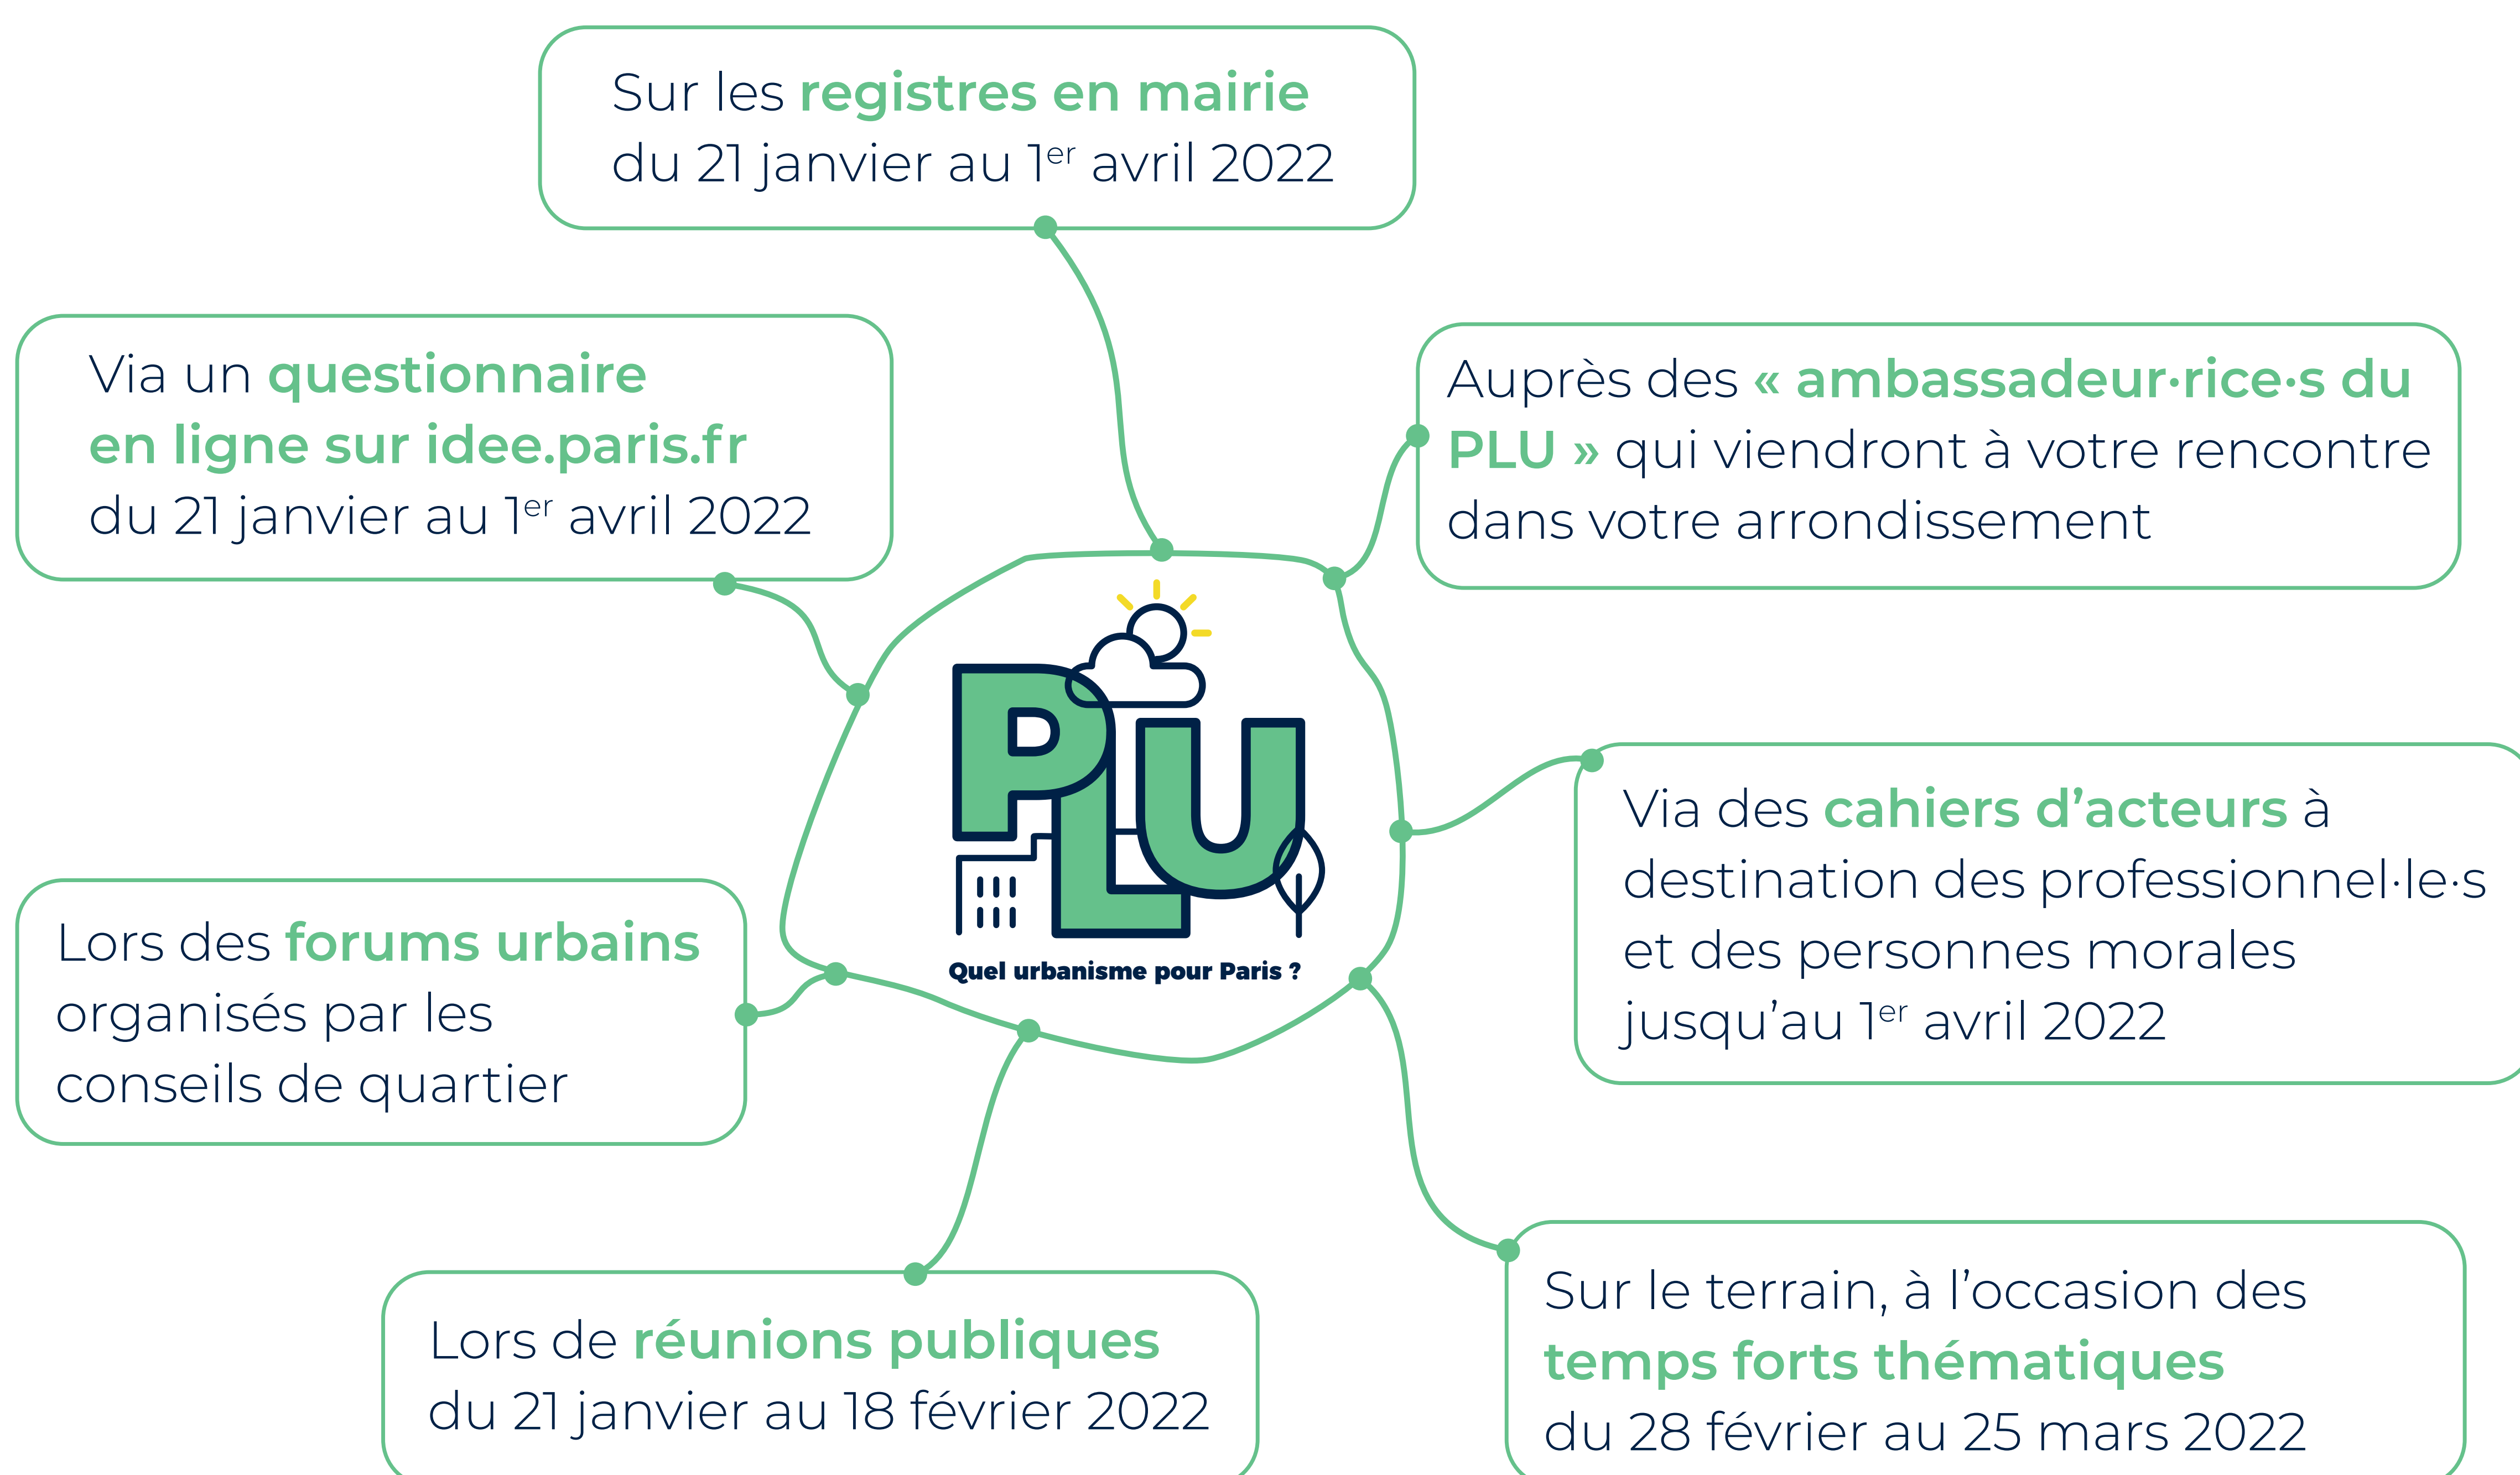 Sur les registres en mairie
du 21 janvier au 1er avril 2022
Via un questionnaire
en ligne sur idee.paris.fr
du 21 janvier au 1er avril 2022
Auprès des « ambassadeur·rice·s du
PLU » qui viendront à votre rencontre
dans votre arrondissement
PLU
Quel urbanisme pour Paris ?
Via des cahiers d’acteurs à
destination des professionnel·le·s
et des personnes morales
jusqu’au 1er avril 2022
Lors des forums urbains
organisés par les
conseils de quartier
Lors de réunions publiques
du 21 janvier au 18 février 2022
Sur le terrain, à l’occasion des
temps forts thématiques
du 28 février au 25 mars 2022